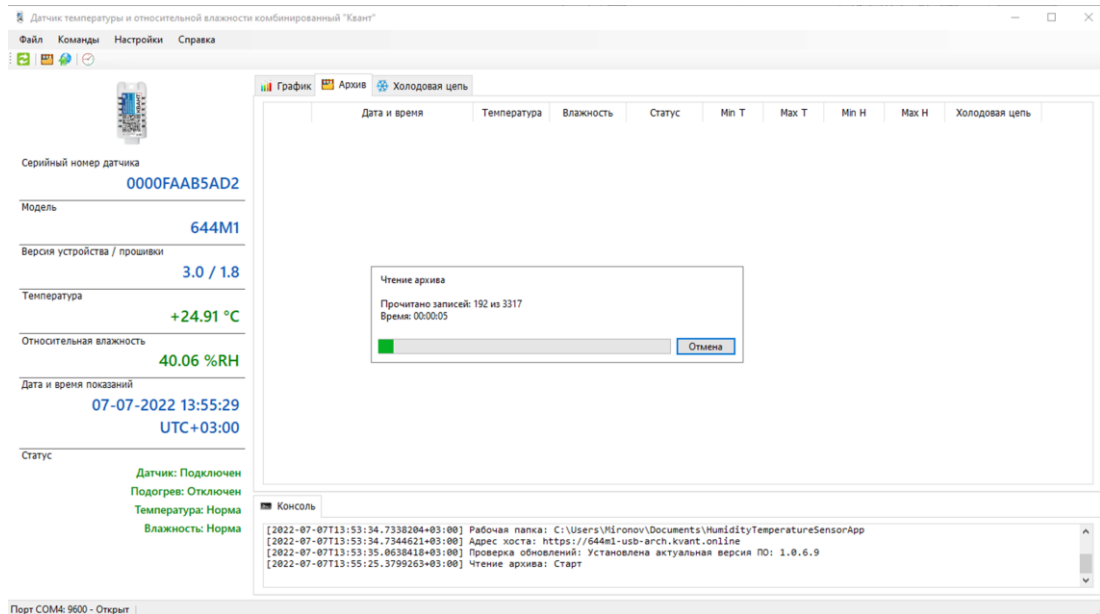 Датчик температуры и относительной влажности комбинированный "Квант"
Файл Команды Настройки Справка
График Архив Холодовая цепь
Дата и время Температура Влажность Статус Min T Max T Min H Max H Холодовая цепь
Серийный номер датчика
0000FAAB5AD2
Модель
644M1
Версия устройства / прошивки
3.0 / 1.8
Температура
+24.91 °C
Относительная влажность
40.06 %RH
Дата и время показаний
07-07-2022 13:55:29
UTC+03:00
Статус
Датчик: Подключен
Подогрев: Отключен
Температура: Норма
Влажность: Норма
Чтение архива
Прочитано записей: 192 из 3317
Время: 00:00:05
Отмена
Консоль
[2022-07-07T13:53:34.7338204+03:00] Рабочая папка: C:\Users\Mironov\Documents\HumidityTemperatureSensorApp
[2022-07-07T13:53:34.7344621+03:00] Адрес хоста: https://644m1-usb-arch.kvant.online
[2022-07-07T13:53:35.0638418+03:00] Проверка обновлений: Установлена актуальная версия ПО: 1.0.6.9
[2022-07-07T13:55:25.3799263+03:00] Чтение архива: Старт
Порт COM4: 9600 - Открыт